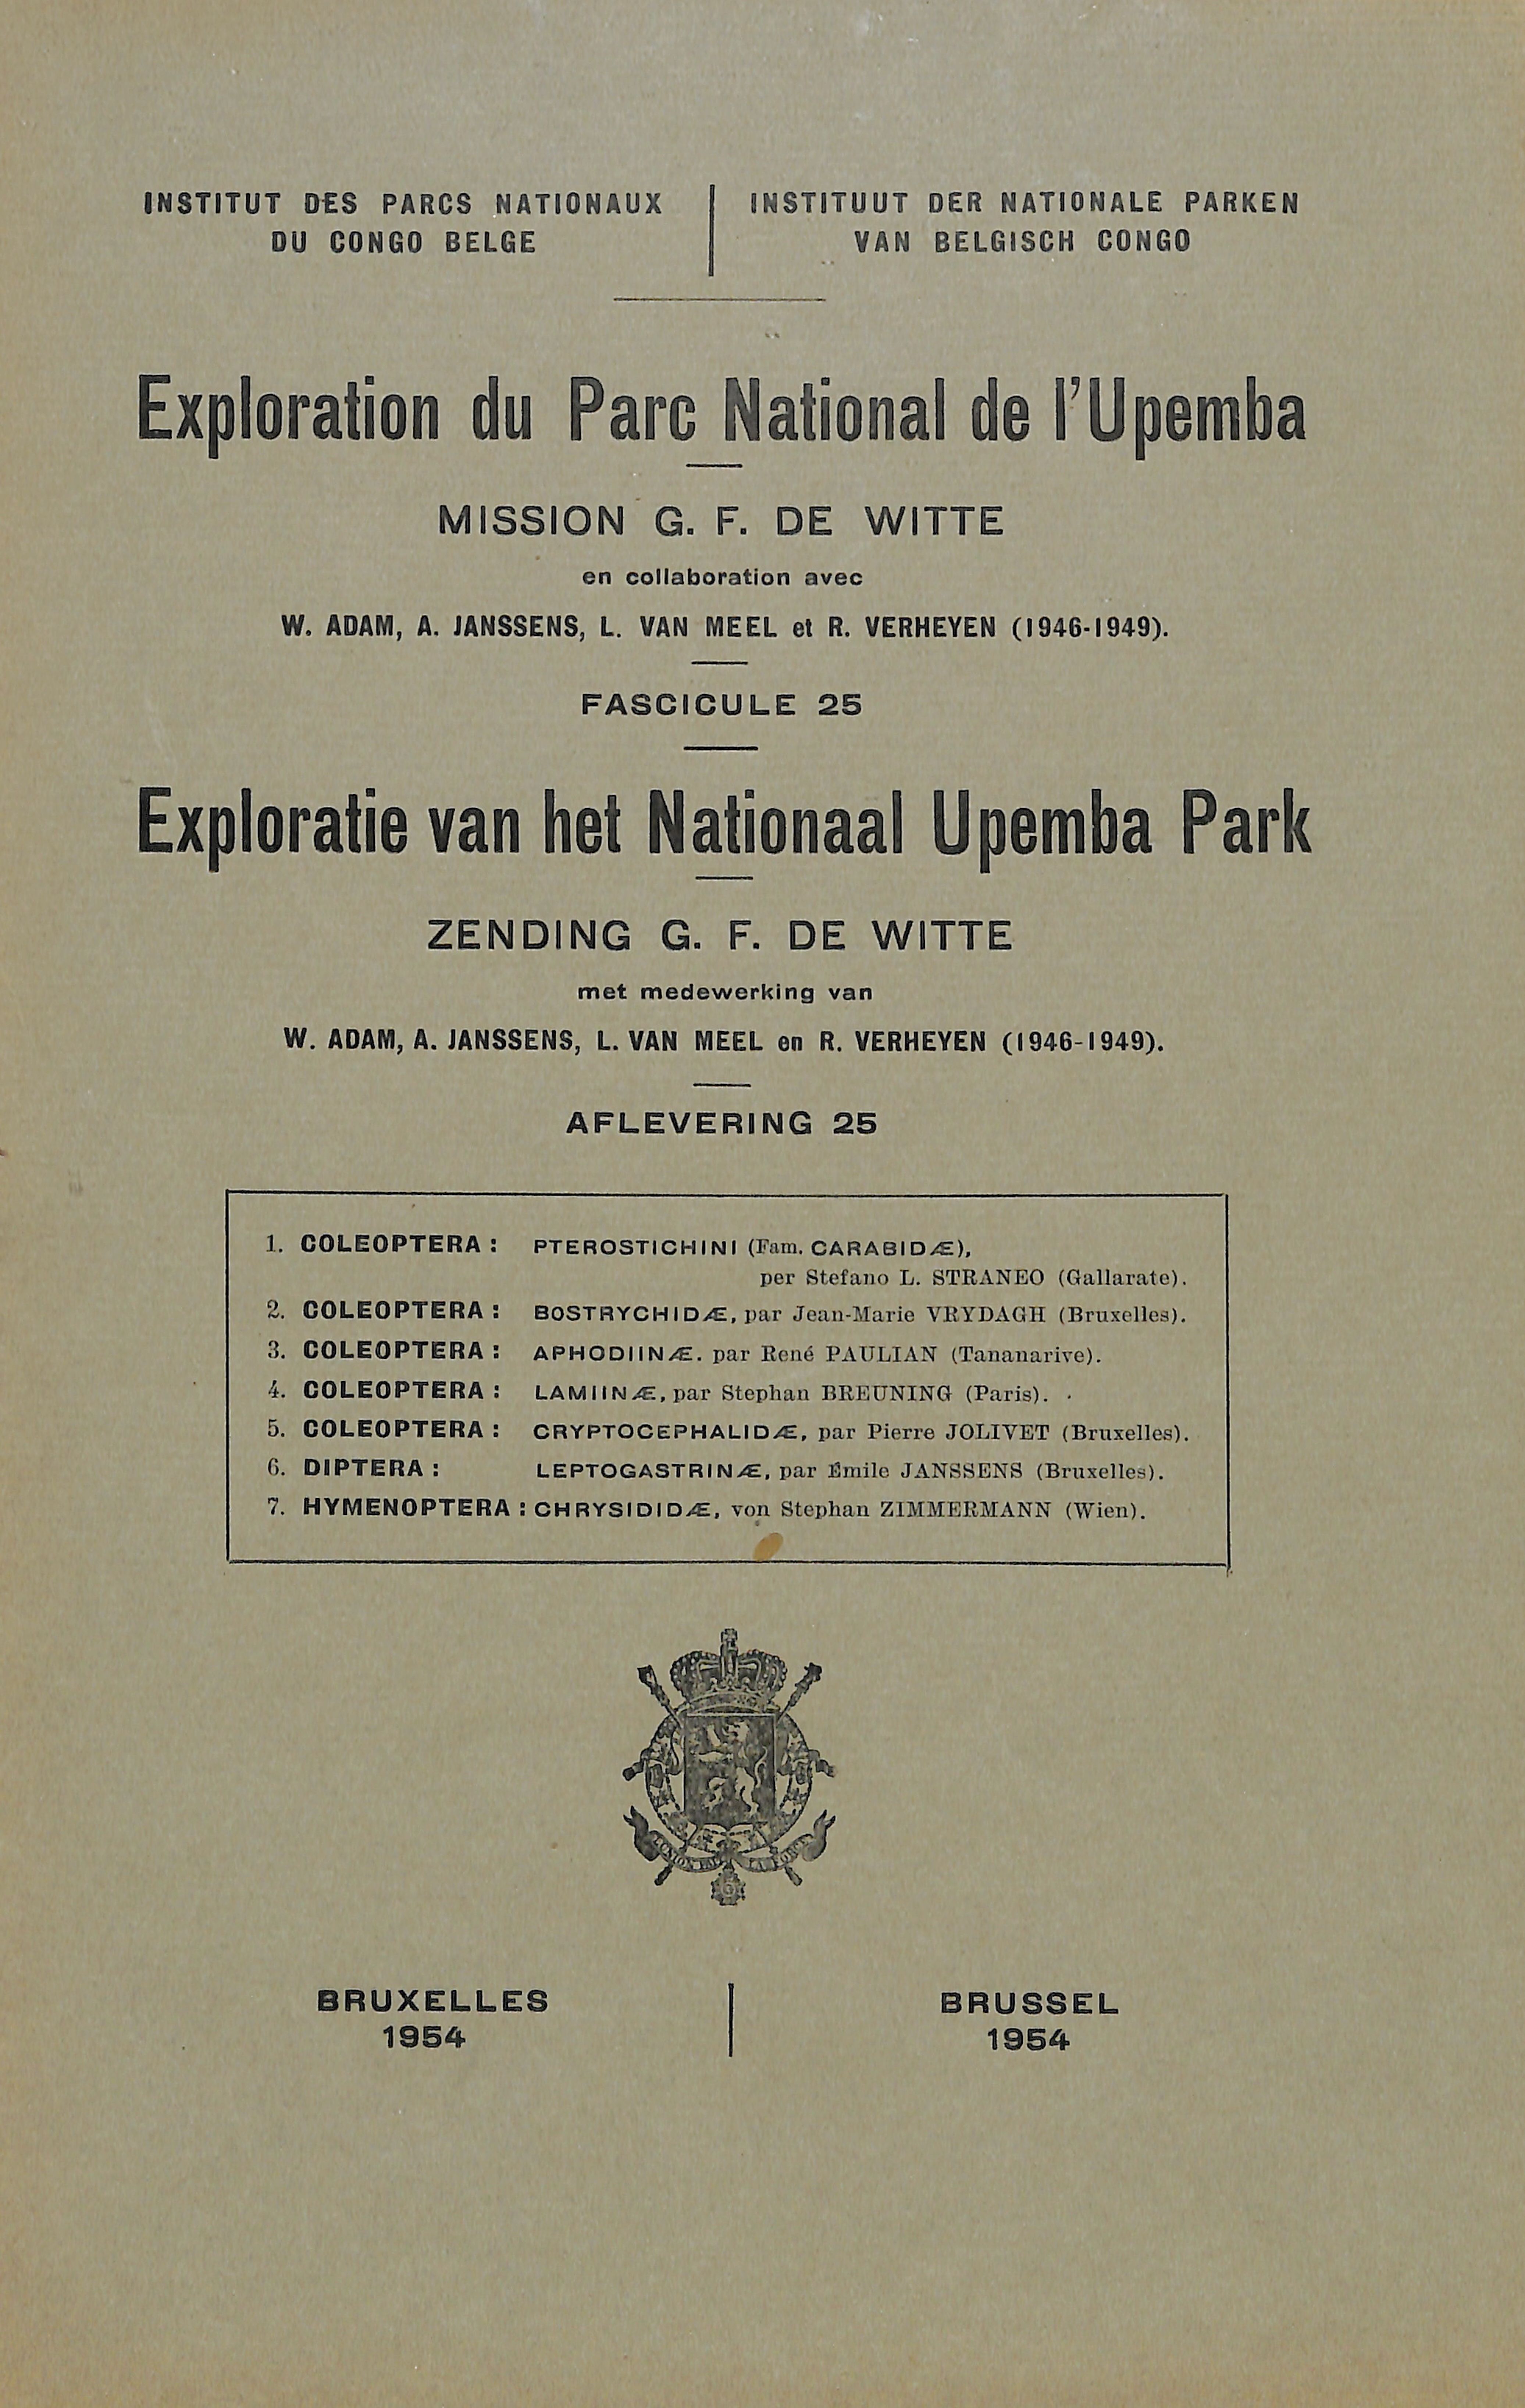 INSTITUT DES PARCS NATIONAUX
DU CONGO BELGE
INSTITUUT DER NATIONALE PARKEN
VAN BELGISCH CONGO
Exploration du Parc National de l'Upemba
MISSION G. F. DE WITTE
en collaboration avec
W. ADAM, A. JANSSENS, L. VAN MEEL et R. VERHEYEN (1946-1949).
FASCICULE 25
Exploratie van het Nationaal Upemba Park
ZENDING G. F. DE WITTE
met medewerking van
W. ADAM, A. JANSSENS, L. VAN MEEL en R. VERHEYEN (1946-1949).
AFLEVERING 25
1. COLEOPTERA : PTEROSTICHINI (Fam. CARABIDÆ),
per Stefano L. STRANEO (Gallarate).
2. COLEOPTERA : BOSTRYCHIDÆ, par Jean-Marie VRYDAGH (Bruxelles).
3. COLEOPTERA : APHODIINÆ. par René PAULIAN (Tananarive).
4. COLEOPTERA : LAMIINÆ, par Stephan BREUNING (Paris).
5. COLEOPTERA : CRYPTOCEPHALIDÆ, par Pierre JOLIVET (Bruxelles).
6. DIPTERA : LEPTOGASTRINÆ, par Émile JANSSENS (Bruxelles).
7. HYMENOPTERA : CHRYSIDIDÆ, von Stephan ZIMMERMANN (Wien).
BRUXELLES
1954
BRUSSEL
1954